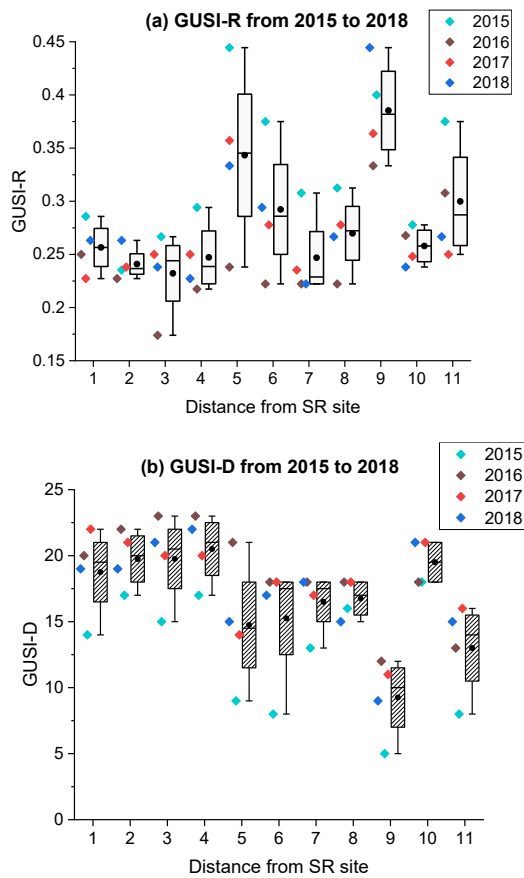 (a) GUSI-R from 2015 to 2018
2015
2016
2017
2018
0.45
0.4
0.35
0.3
0.25
0.2
0.15
GUSI-R
1 2 3 4 5 6 7 8 9 10 11
Distance from SR site
(b) GUSI-D from 2015 to 2018
2015
2016
2017
2018
25
20
15
10
5
0
GUSI-D
1 2 3 4 5 6 7 8 9 10 11
Distance from SR site